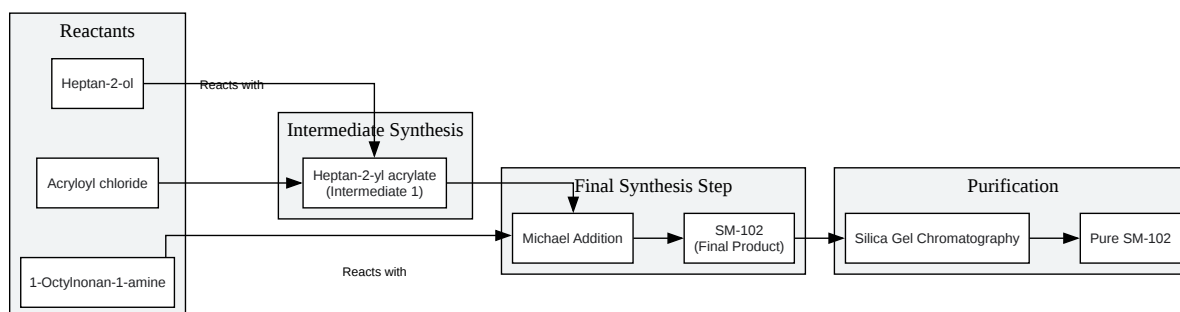 Reactants
Heptan-2-ol
Reacts with
Intermediate Synthesis
Acryloyl chloride
Heptan-2-yl acrylate
(Intermediate 1)
Final Synthesis Step
Purification
Michael Addition
SM-102
(Final Product)
Silica Gel Chromatography
Pure SM-102
1-Octylnonan-1-amine
Reacts with